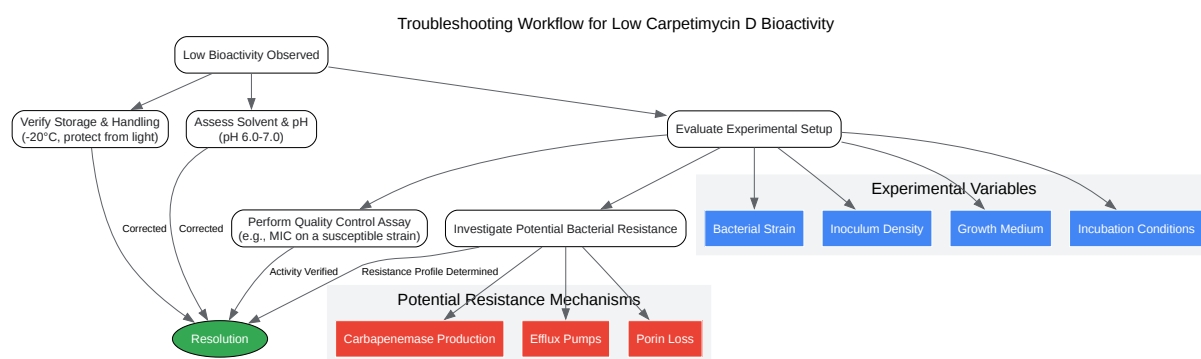 Troubleshooting Workflow for Low Carpetimycin D Bioactivity
Low Bioactivity Observed
Verify Storage & Handling
(-20°C, protect from light)
Assess Solvent & pH
(pH 6.0-7.0)
Evaluate Experimental Setup
Experimental Variables
Bacterial Strain
Inoculum Density
Growth Medium
Incubation Conditions
Perform Quality Control Assay
(e.g., MIC on a susceptible strain)
Investigate Potential Bacterial Resistance
Corrected
Corrected
Activity Verified
Resistance Profile Determined
Potential Resistance Mechanisms
Resolution
Carbapenemase Production
Efflux Pumps
Porin Loss